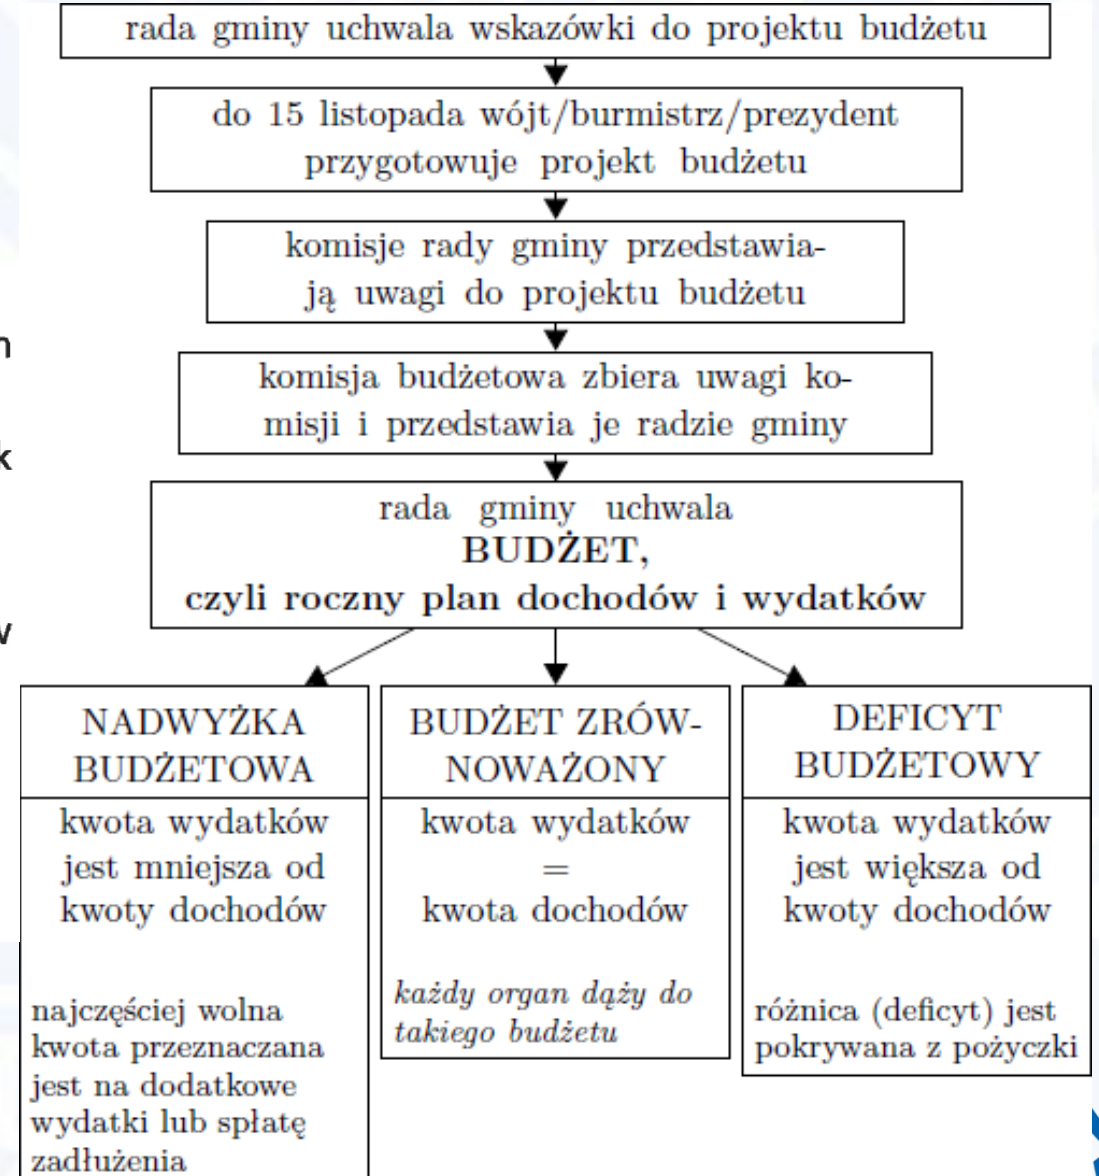 rada gminy uchwala wskazówki do projektu budżetu
do 15 listopada wójt/burmistrz/prezydent
przygotowuje projekt budżetu
komisje rady gminy przedstawia-
ją uwagi do projektu budżetu
komisja budżetowa zbiera uwagi ko-
misji i przedstawia je radzie gminy
rada gminy uchwala
BUDŻET,
czyli roczny plan dochodów i wydatków
NADWYŻKA
BUDŻETOWA
kwota wydatków
jest mniejsza od
kwoty dochodów
najczęściej wolna
kwota przeznaczana
jest na dodatkowe
wydatki lub spłatę
zadłużenia
BUDŻET ZRÓW-
NOWAŻONY
kwota wydatków
=
kwota dochodów
każdy organ dąży do
takiego budżetu
DEFICYT
BUDŻETOWY
kwota wydatków
jest większa od
kwoty dochodów
różnica (deficyt) jest
pokrywana z pożyczki